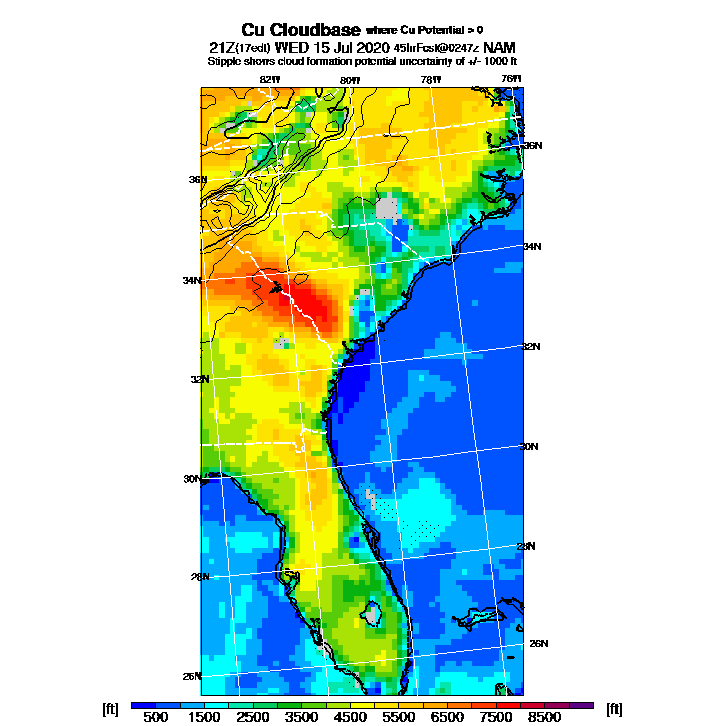 Cu Cloudbase where Cu Potential > 0
21Z(17edt) WED 15 Jul 2020 45hrFcst@0247z NAM
Stipple shows cloud formation potential uncertainty of +/- 1000 ft
82W 80W 78W 76W
36N
36N
34N
34N
32N
32N
30N
30N
28N
28N
26N
26N
[ft] 500 1500 2500 3500 4500 5500 6500 7500 8500 [ft]